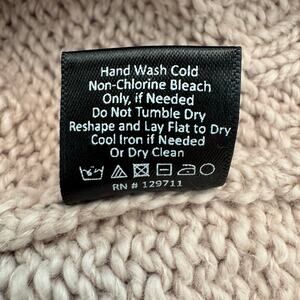 Hand Wash Cold
Non-Chlorine Bleach
Only, if Needed
Do Not Tumble Dry
Reshape and Lay Flat to Dry
Cool Iron if Needed
Or Dry Clean
RN # 129711